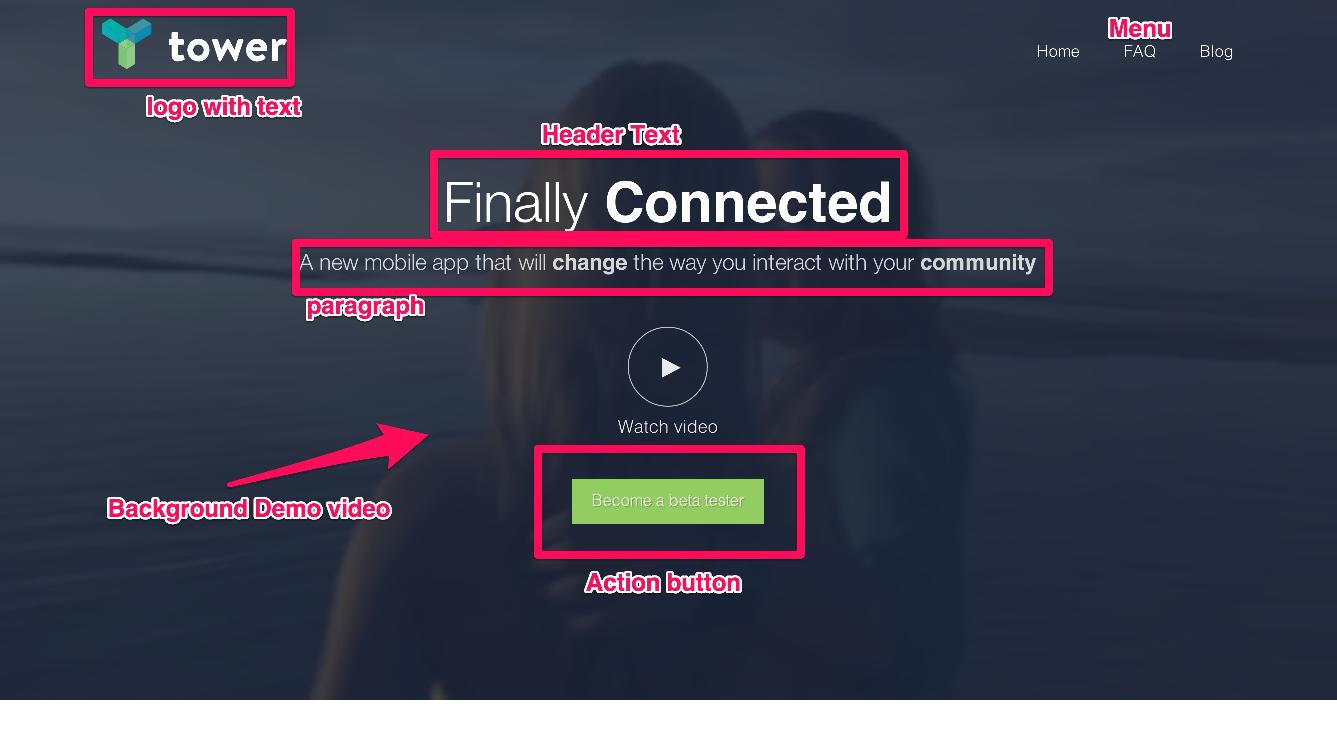 tower
logo with text
Menu
Home FAQ Blog
Header Text
Finally Connected
A new mobile app that will change the way you interact with your community
paragraph
Watch video
Background Demo video
Become a beta tester
Action button